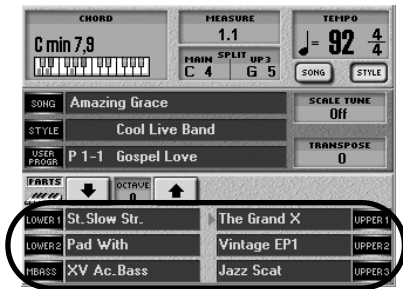 CHORD
C min 7,9
MEASURE
1.1
MAIN SPLIT UP3
C 4 G 5
TEMPO
♩= 92 4/4
SONG STYLE
SONG Amazing Grace
STYLE Cool Live Band
USER PROGR P 1-1 Gospel Love
SCALE TUNE
Off
TRANSPOSE
0
PARTS
OCTAVE
0
LOWER1 St.Slow Str. The Grand X UPPER1
LOWER2 Pad With Vintage EP1 UPPER2
MBASS XV Ac.Bass Jazz Scat UPPER3